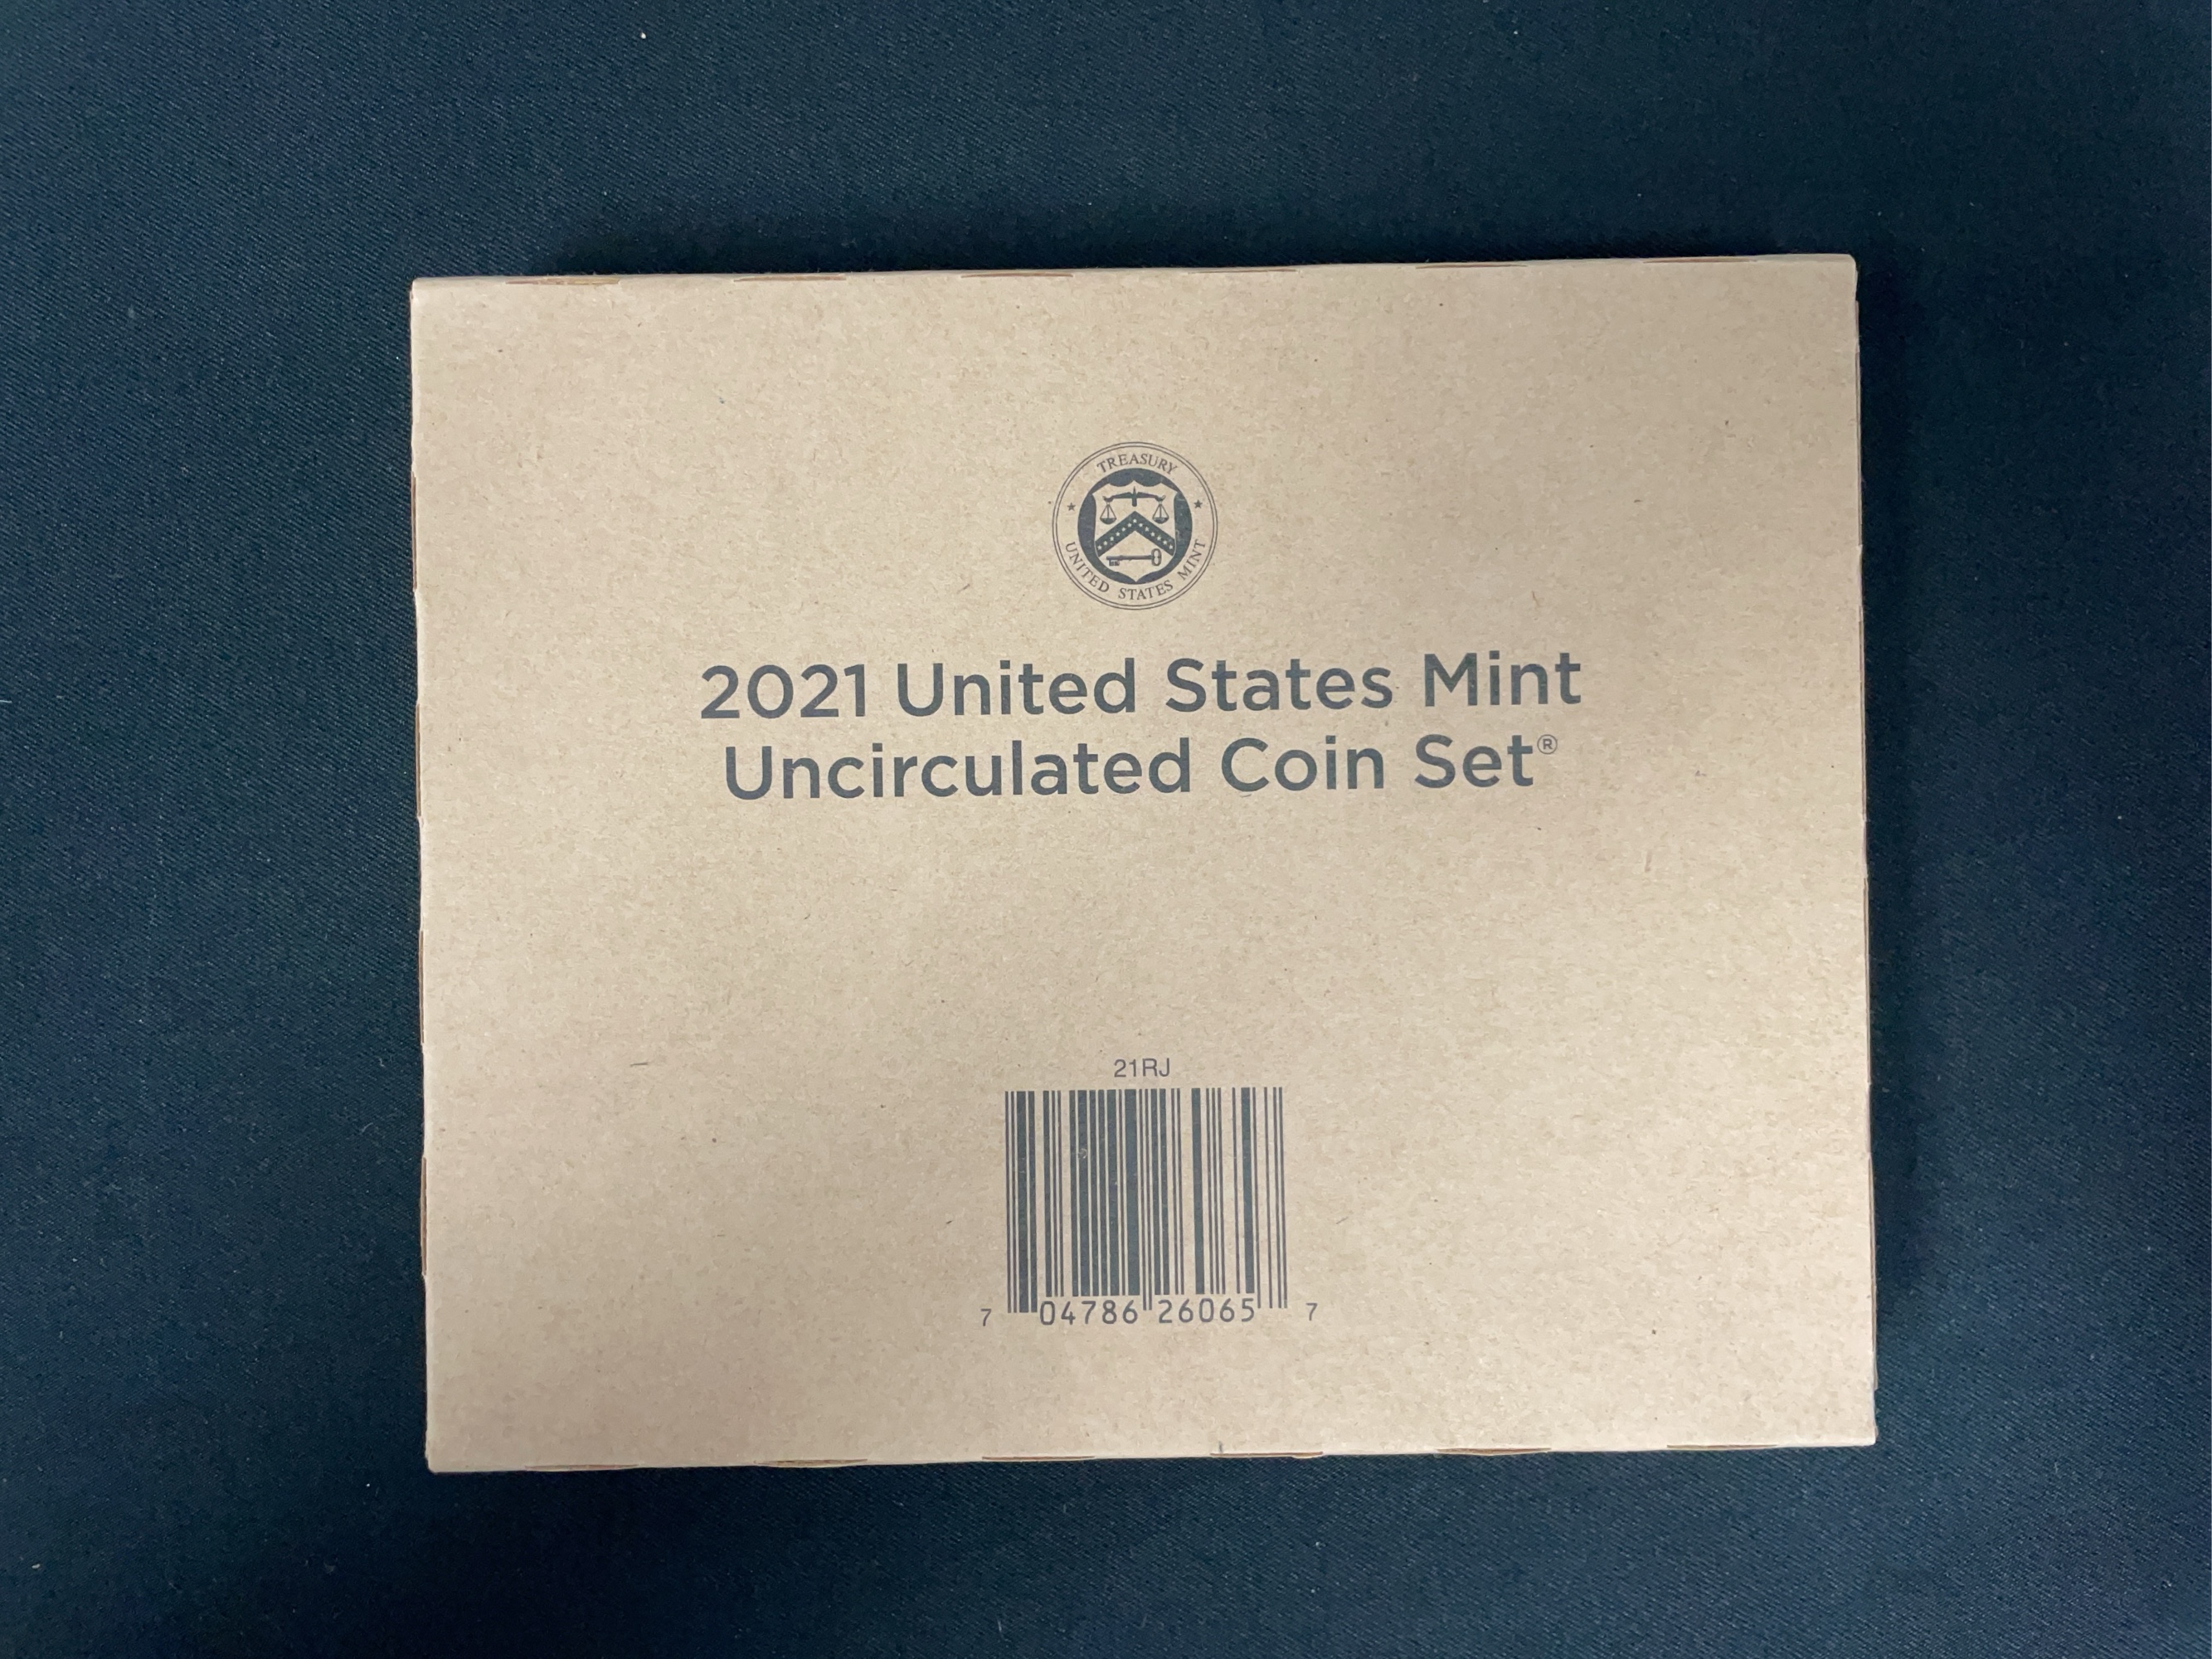 TREASURY
UNITED STATES MINT
2021 United States Mint
Uncirculated Coin Set®
21RJ
7 04786 26065 7